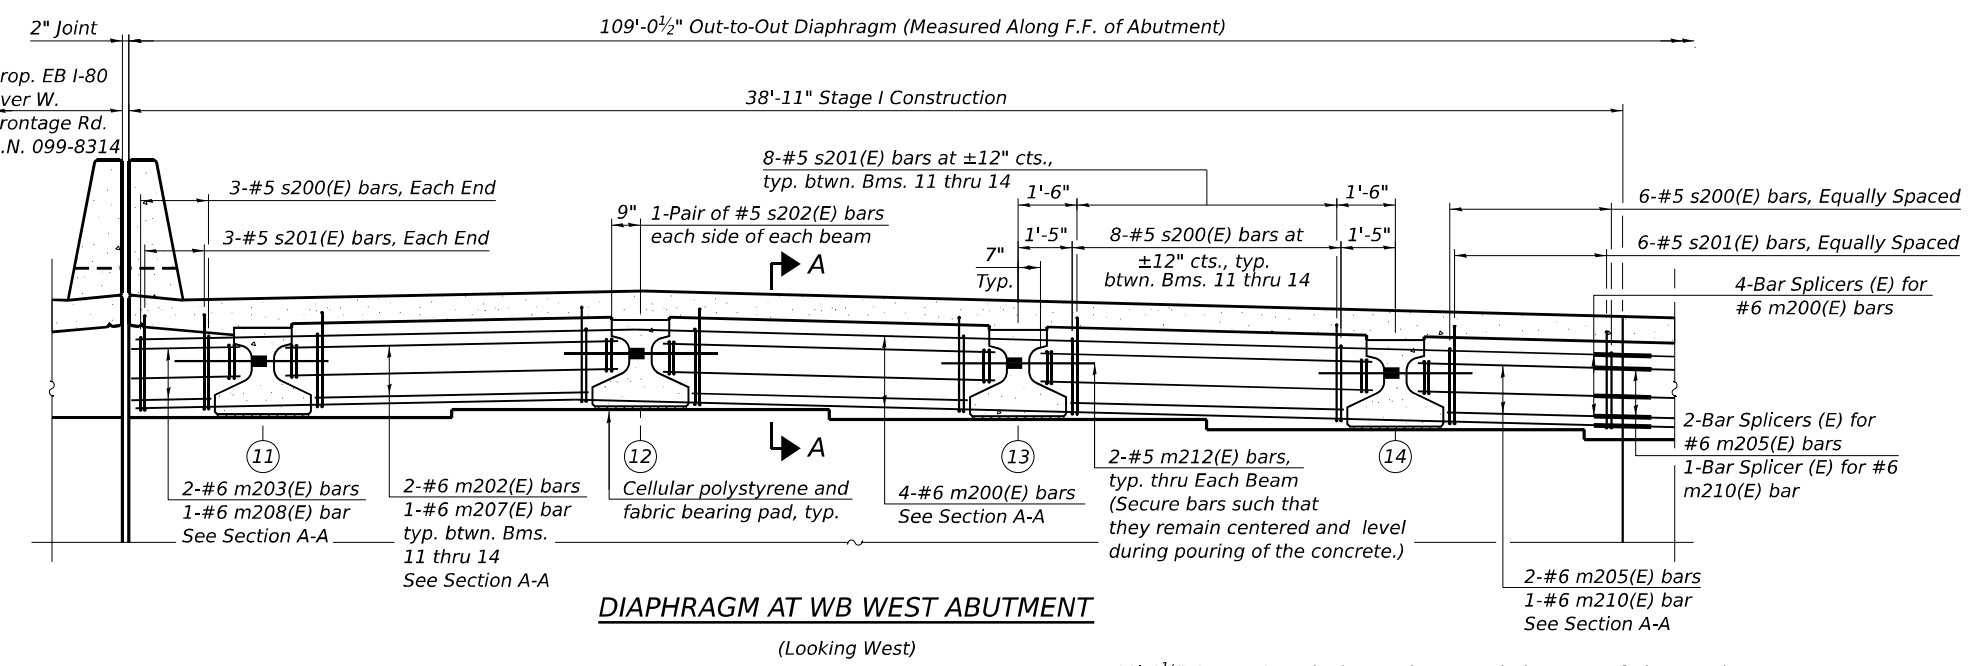 2" Joint
109'-0½" Out-to-Out Diaphragm (Measured Along F.F. of Abutment)
rop. EB I-80
ver W.
rontage Rd.
.N. 099-8314
38'-11" Stage I Construction
8-#5 s201(E) bars at ±12" cts.,
typ. btwn. Bms. 11 thru 14
3-#5 s200(E) bars, Each End
3-#5 s201(E) bars, Each End
9"
1-Pair of #5 s202(E) bars
each side of each beam
1'-6"
1'-6"
1'-5"
8-#5 s200(E) bars at
±12" cts., typ.
btwn. Bms. 11 thru 14
1'-5"
7"
Typ.
6-#5 s200(E) bars, Equally Spaced
6-#5 s201(E) bars, Equally Spaced
4-Bar Splicers (E) for
#6 m200(E) bars
A
A
11
12
13
14
2-#6 m203(E) bars
1-#6 m208(E) bar
See Section A-A
2-#6 m202(E) bars
1-#6 m207(E) bar
typ. btwn. Bms.
11 thru 14
See Section A-A
Cellular polystyrene and
fabric bearing pad, typ.
4-#6 m200(E) bars
See Section A-A
2-#5 m212(E) bars,
typ. thru Each Beam
(Secure bars such that
they remain centered and level
during pouring of the concrete.)
2-Bar Splicers (E) for
#6 m205(E) bars
1-Bar Splicer (E) for #6
m210(E) bar
2-#6 m205(E) bars
1-#6 m210(E) bar
See Section A-A
DIAPHRAGM AT WB WEST ABUTMENT
(Looking West)